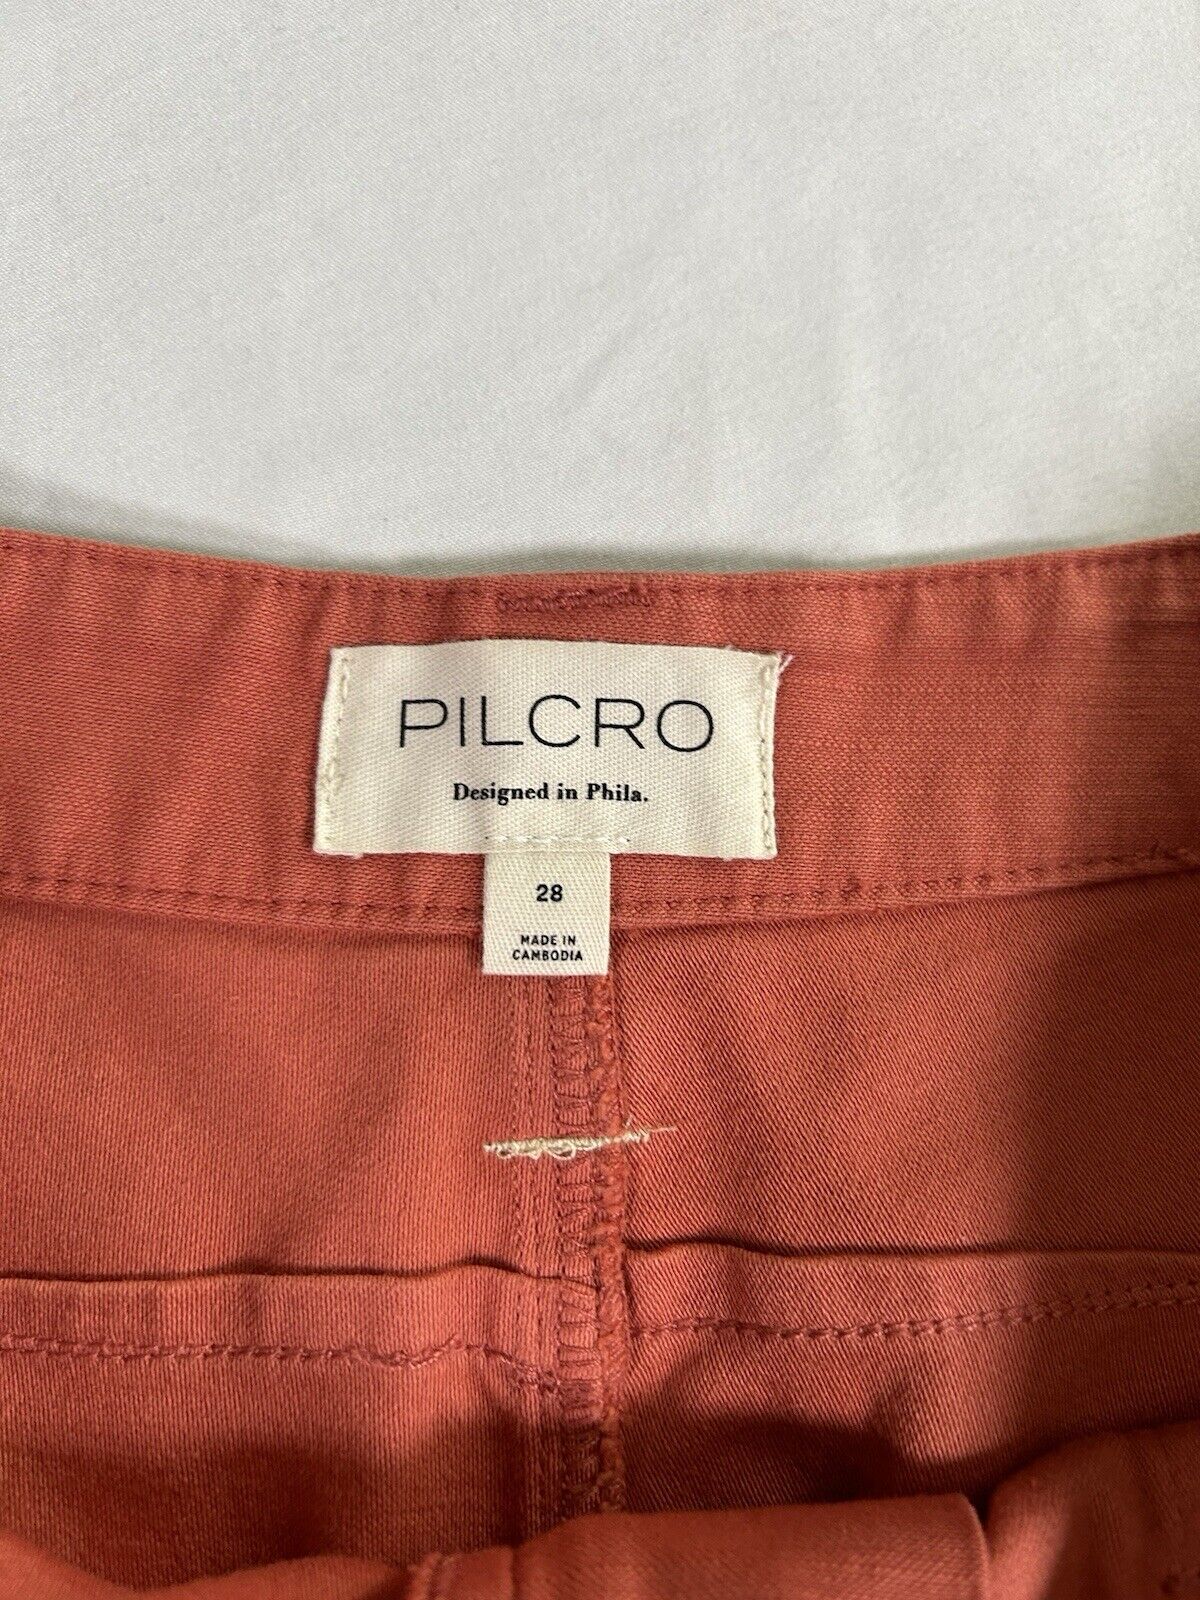 PILCRO
Designed in Phila.
28
MADE IN
CAMBODIA